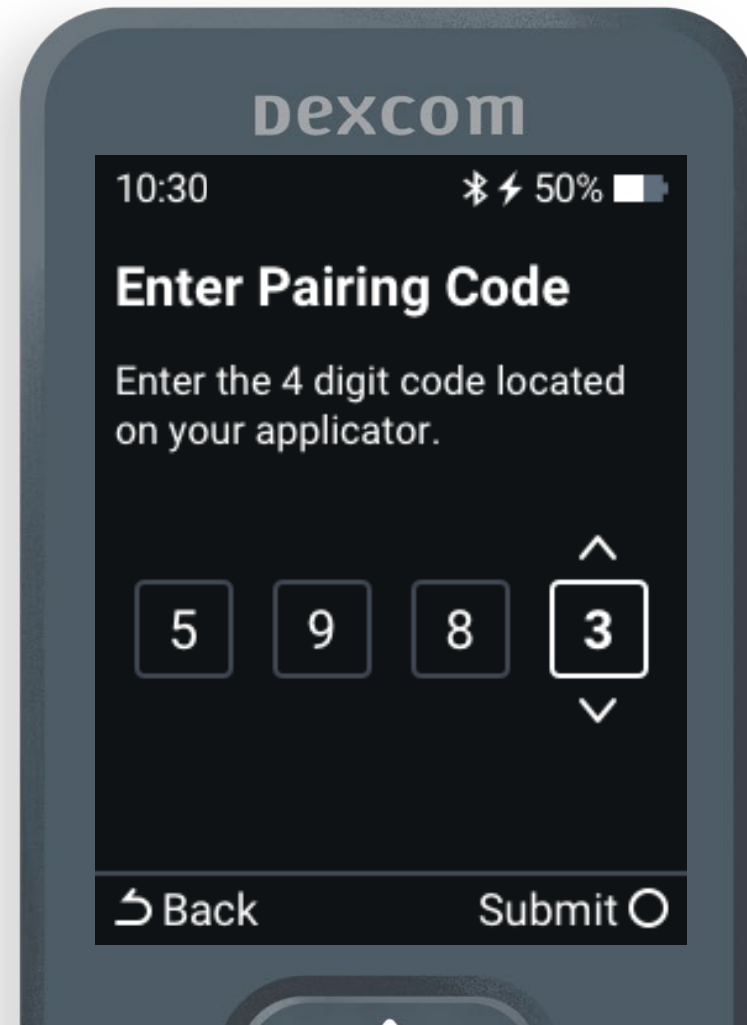 Dexcom
10:30 50%
Enter Pairing Code
Enter the 4 digit code located
on your applicator.
5 9 8 3
Back Submit